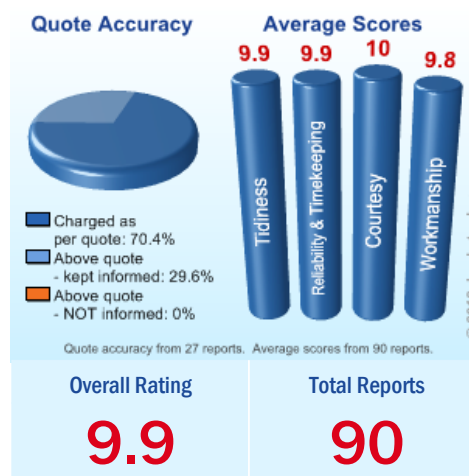 Quote Accuracy
Average Scores
9.9 9.9 10 9.8
Tidiness
Reliability & Timekeeping
Courtesy
Workmanship
Charged as
per quote: 70.4%
Above quote
- kept informed: 29.6%
Above quote
- NOT informed: 0%
Quote accuracy from 27 reports. Average scores from 90 reports.
Overall Rating
Total Reports
9.9
90